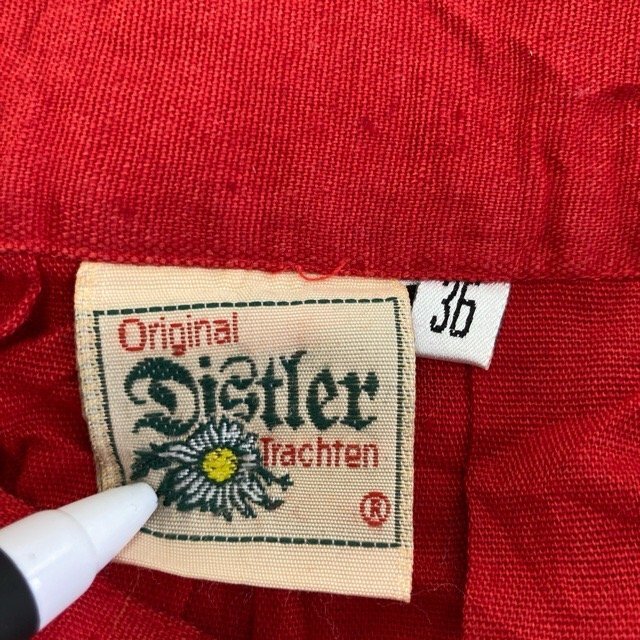 Original
Distler
Trachten
®
36